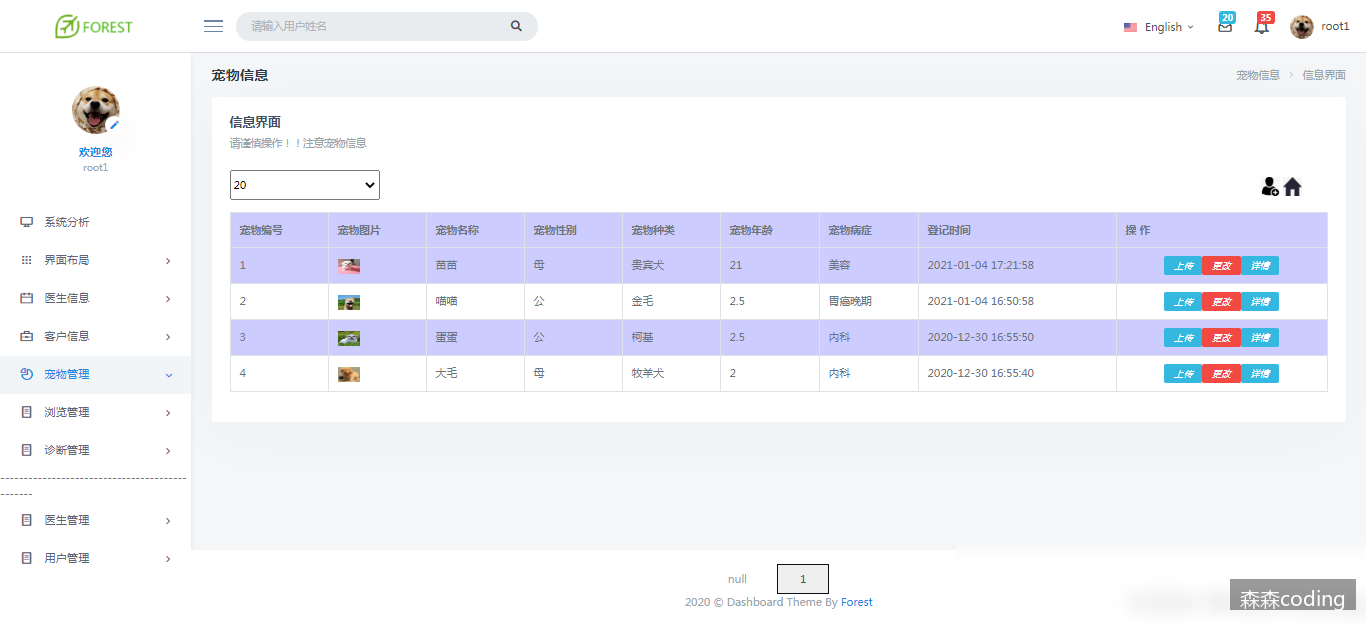 FOREST
请输入用户姓名
English
20
35
root1
欢迎您
root1
系统分析
界面布局
医生信息
客户信息
宠物管理
浏览管理
诊断管理
-----------------------------------------
-------
医生管理
用户管理
宠物信息
宠物信息 › 信息界面
信息界面
请谨慎操作！！注意宠物信息
20
宠物编号 宠物图片 宠物名称 宠物性别 宠物种类 宠物年龄 宠物病症 登记时间 操 作
1 苗苗 母 贵宾犬 21 美容 2021-01-04 17:21:58 上传 更改 详情
2 喵喵 公 金毛 2.5 胃癌晚期 2021-01-04 16:50:58 上传 更改 详情
3 蛋蛋 公 柯基 2.5 内科 2020-12-30 16:55:50 上传 更改 详情
4 大毛 母 牧羊犬 2 内科 2020-12-30 16:55:40 上传 更改 详情
null 1
2020 © Dashboard Theme By Forest
森森coding